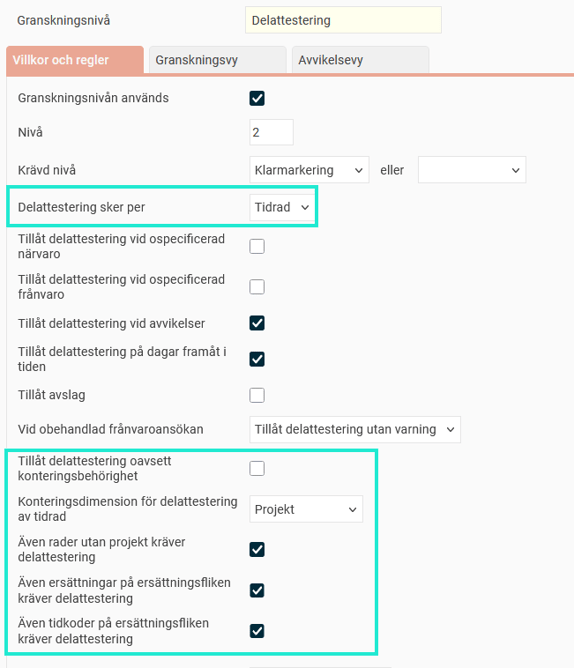 Granskningsnivå Delattestering
Villkor och regler Granskningsvy Avvikelsevy
Granskningsnivån används
Nivå 2
Krävd nivå Klarmarkering eller
Delattestering sker per Tidrad
Tillåt delattestering vid ospecificerad
närvaro
Tillåt delattestering vid ospecificerad
frånvaro
Tillåt delattestering vid avvikelser
Tillåt delattestering på dagar framåt i
tiden
Tillåt avslag
Vid obehandlad frånvaroansökan Tillåt delattestering utan varning
Tillåt delattestering oavsett
konteringsbehörighet
Konteringsdimension för delattestering
av tidrad
Projekt
Även rader utan projekt kräver
delattestering
Även ersättningar på ersättningsfliken
kräver delattestering
Även tidkoder på ersättningsfliken
kräver delattestering